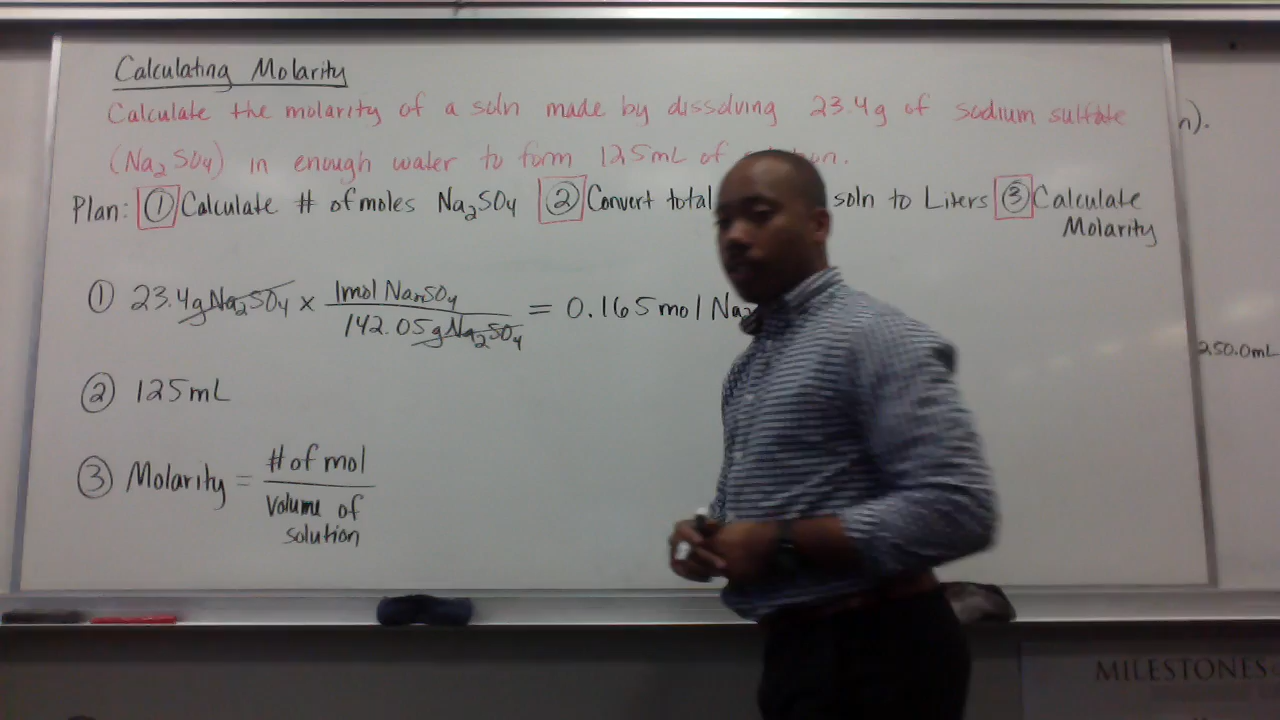 Calculating Molarity
Calculate the molarity of a soln made by dissolving 23.4g of sodium sulfate
(Na₂SO₄) in enough water to form 125mL of
Plan: ① Calculate # of moles Na₂SO₄ ② Convert total soln to Liters ③ Calculate
Molarity
① 23.4g Na₂SO₄ × 1mol Na₂SO₄ / 142.05g Na₂SO₄ = 0.165 mol Na₂
② 125mL
③ Molarity = # of mol / Volume of
solution
n).
250.0mL
MILESTONES